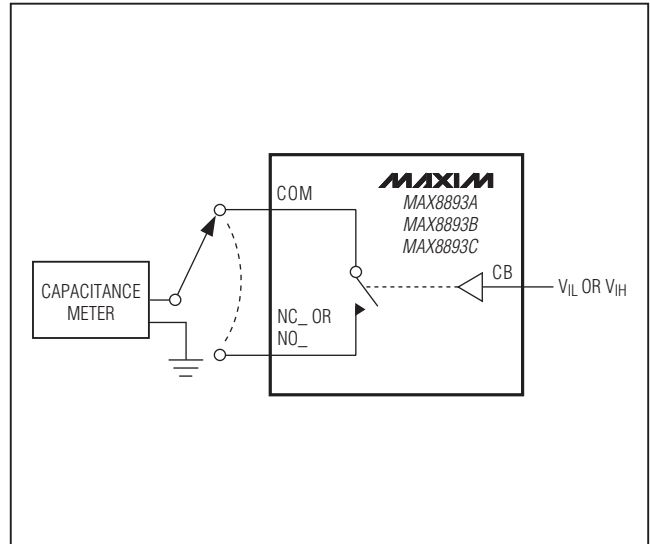 COM
MAXIM
MAX8893A
MAX8893B
MAX8893C
CB
VIL OR VIH
CAPACITANCE
METER
NC_ OR
NO_